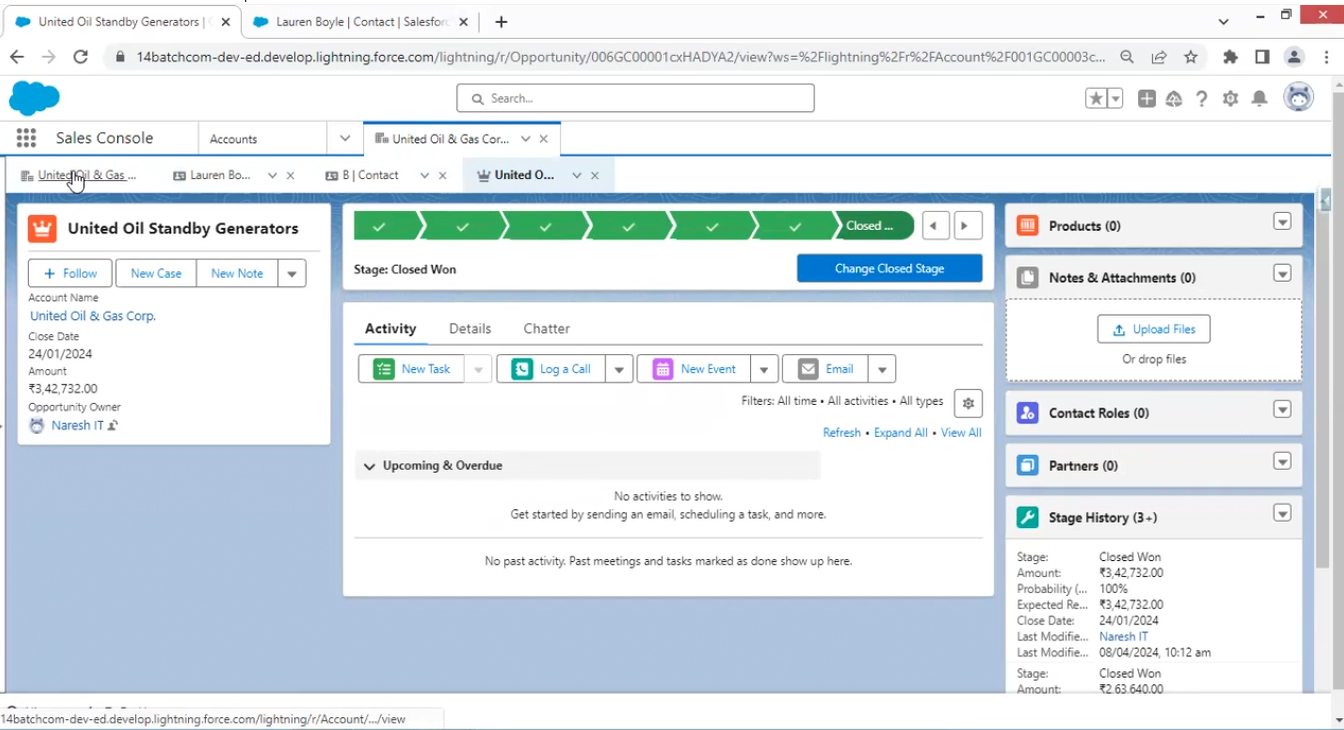 United Oil Standby Generators |
Lauren Boyle | Contact | Salesforc
14batchcom-dev-ed.develop.lightning.force.com/lightning/r/Opportunity/006GC00001cxHADYA2/view?ws=%2Flightning%2Fr%2FAccount%2F001GC00003c...
Search...
Sales Console
Accounts
United Oil & Gas Cor...
United Oil & Gas ...
Lauren Bo...
B | Contact
United O...
United Oil Standby Generators
Follow
New Case
New Note
Account Name
United Oil & Gas Corp.
Close Date
24/01/2024
Amount
₹3,42,732.00
Opportunity Owner
Naresh IT
Closed ...
Stage: Closed Won
Change Closed Stage
Activity
Details
Chatter
New Task
Log a Call
New Event
Email
Filters: All time • All activities • All types
Refresh • Expand All • View All
Upcoming & Overdue
No activities to show.
Get started by sending an email, scheduling a task, and more.
No past activity. Past meetings and tasks marked as done show up here.
Products (0)
Notes & Attachments (0)
Upload Files
Or drop files
Contact Roles (0)
Partners (0)
Stage History (3+)
Stage: Closed Won
Amount: ₹3,42,732.00
Probability (... 100%
Expected Re... ₹3,42,732.00
Close Date: 24/01/2024
Last Modifie... Naresh IT
Last Modifie... 08/04/2024, 10:12 am
Stage: Closed Won
Amount: ₹2,63,640.00
14batchcom-dev-ed.develop.lightning.force.com/lightning/r/Account/.../view